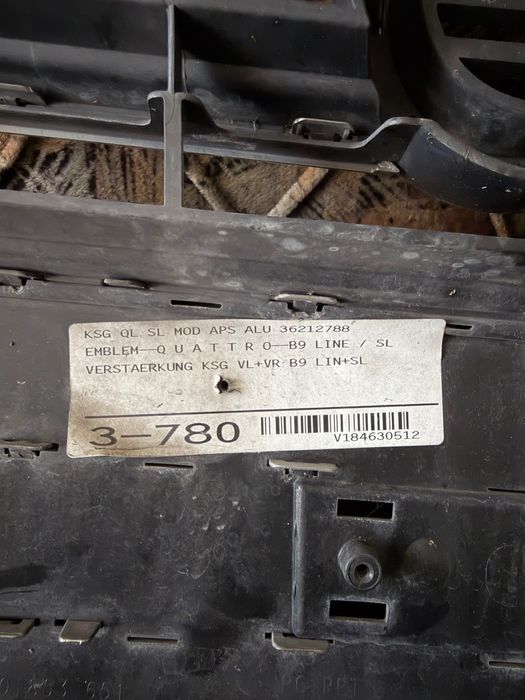 KSG QL SL MOD APS ALU 36212788
EMBLEM--Q U A T T R O--B9 LINE / SL
VERSTAERKUNG KSG VL+VR B9 LIN+SL
3-780
V184630512